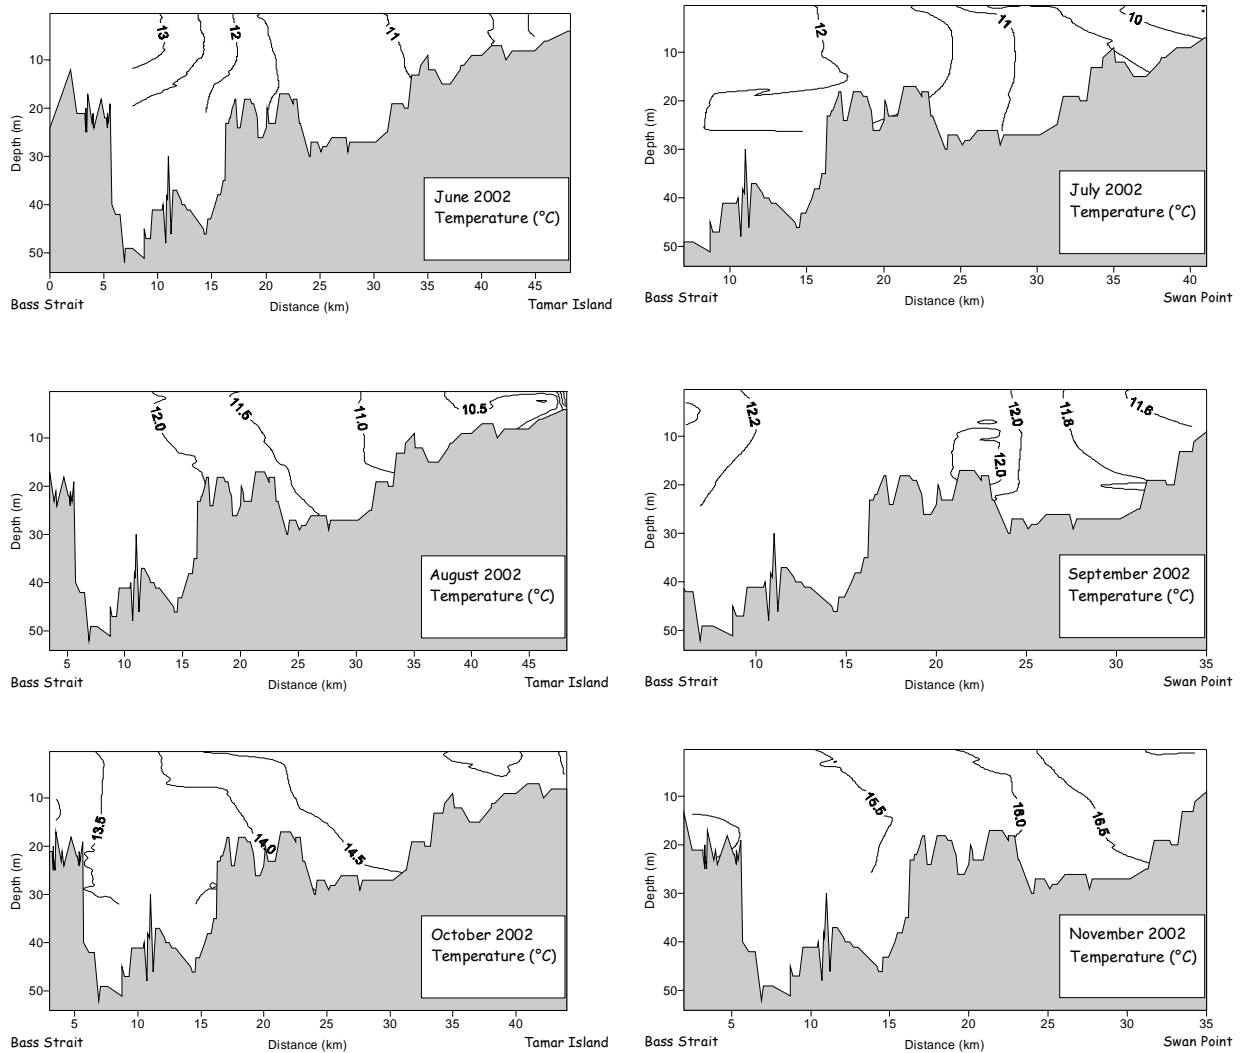 13
12
11
10
20
30
40
50
Depth (m)
June 2002
Temperature (°C)
0 5 10 15 20 25 30 35 40 45
Bass Strait Distance (km) Tamar Island
12
11
10
10
20
30
40
50
Depth (m)
July 2002
Temperature (°C)
10 15 20 25 30 35 40
Bass Strait Distance (km) Swan Point
12.0
11.5
11.0
10.5
10
20
30
40
50
Depth (m)
August 2002
Temperature (°C)
5 10 15 20 25 30 35 40 45
Bass Strait Distance (km) Tamar Island
12.2
12.0
11.8
11.6
12.0
10
20
30
40
50
Depth (m)
September 2002
Temperature (°C)
10 15 20 25 30 35
Bass Strait Distance (km) Swan Point
13.5
14.0
14.5
10
20
30
40
50
Depth (m)
October 2002
Temperature (°C)
5 10 15 20 25 30 35 40
Bass Strait Distance (km) Tamar Island
15.5
16.0
16.5
10
20
30
40
50
Depth (m)
November 2002
Temperature (°C)
5 10 15 20 25 30 35
Bass Strait Distance (km) Swan Point